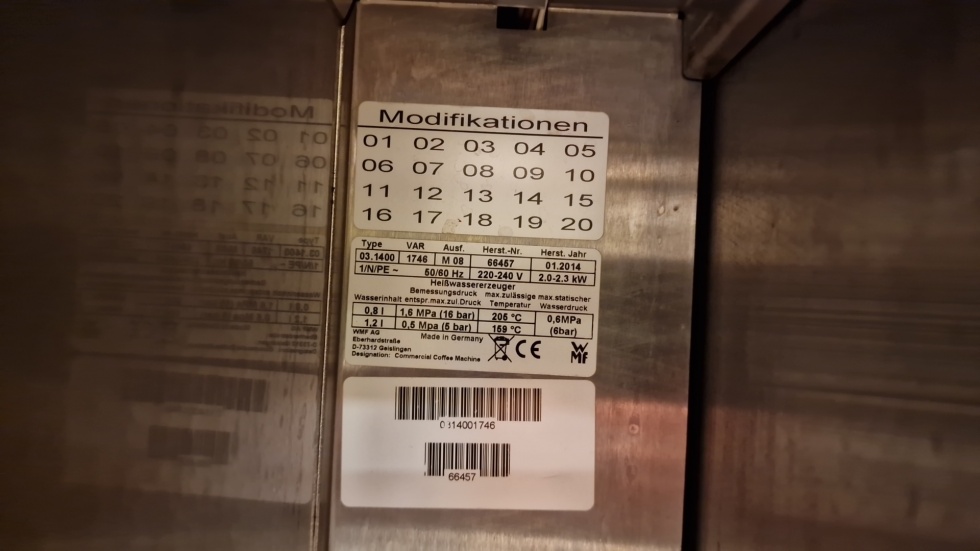 Modifikationen
01 02 03 04 05
06 07 08 09 10
11 12 13 14 15
16 17 18 19 20
Type VAR Ausf. Herst.-Nr. Herst. Jahr
03.1400 1746 M 08 66457 01.2014
1/N/PE ~ 50/60 Hz 220-240 V 2.0-2.3 kW
Heißwassererzeuger
Bemessungsdruck max.zulässige max.statischer
Wasserinhalt entspr.max.zul.Druck Temperatur Wasserdruck
0,8 l 1,6 MPa (16 bar) 205 °C 0,6MPa
1,2 l 0,5 Mpa (5 bar) 159 °C (6bar)
WMF AG Made in Germany
Eberhardstraße
D-73312 Geislingen
Designation: Commercial Coffee Machine
CE
WMF
0314001746
66457